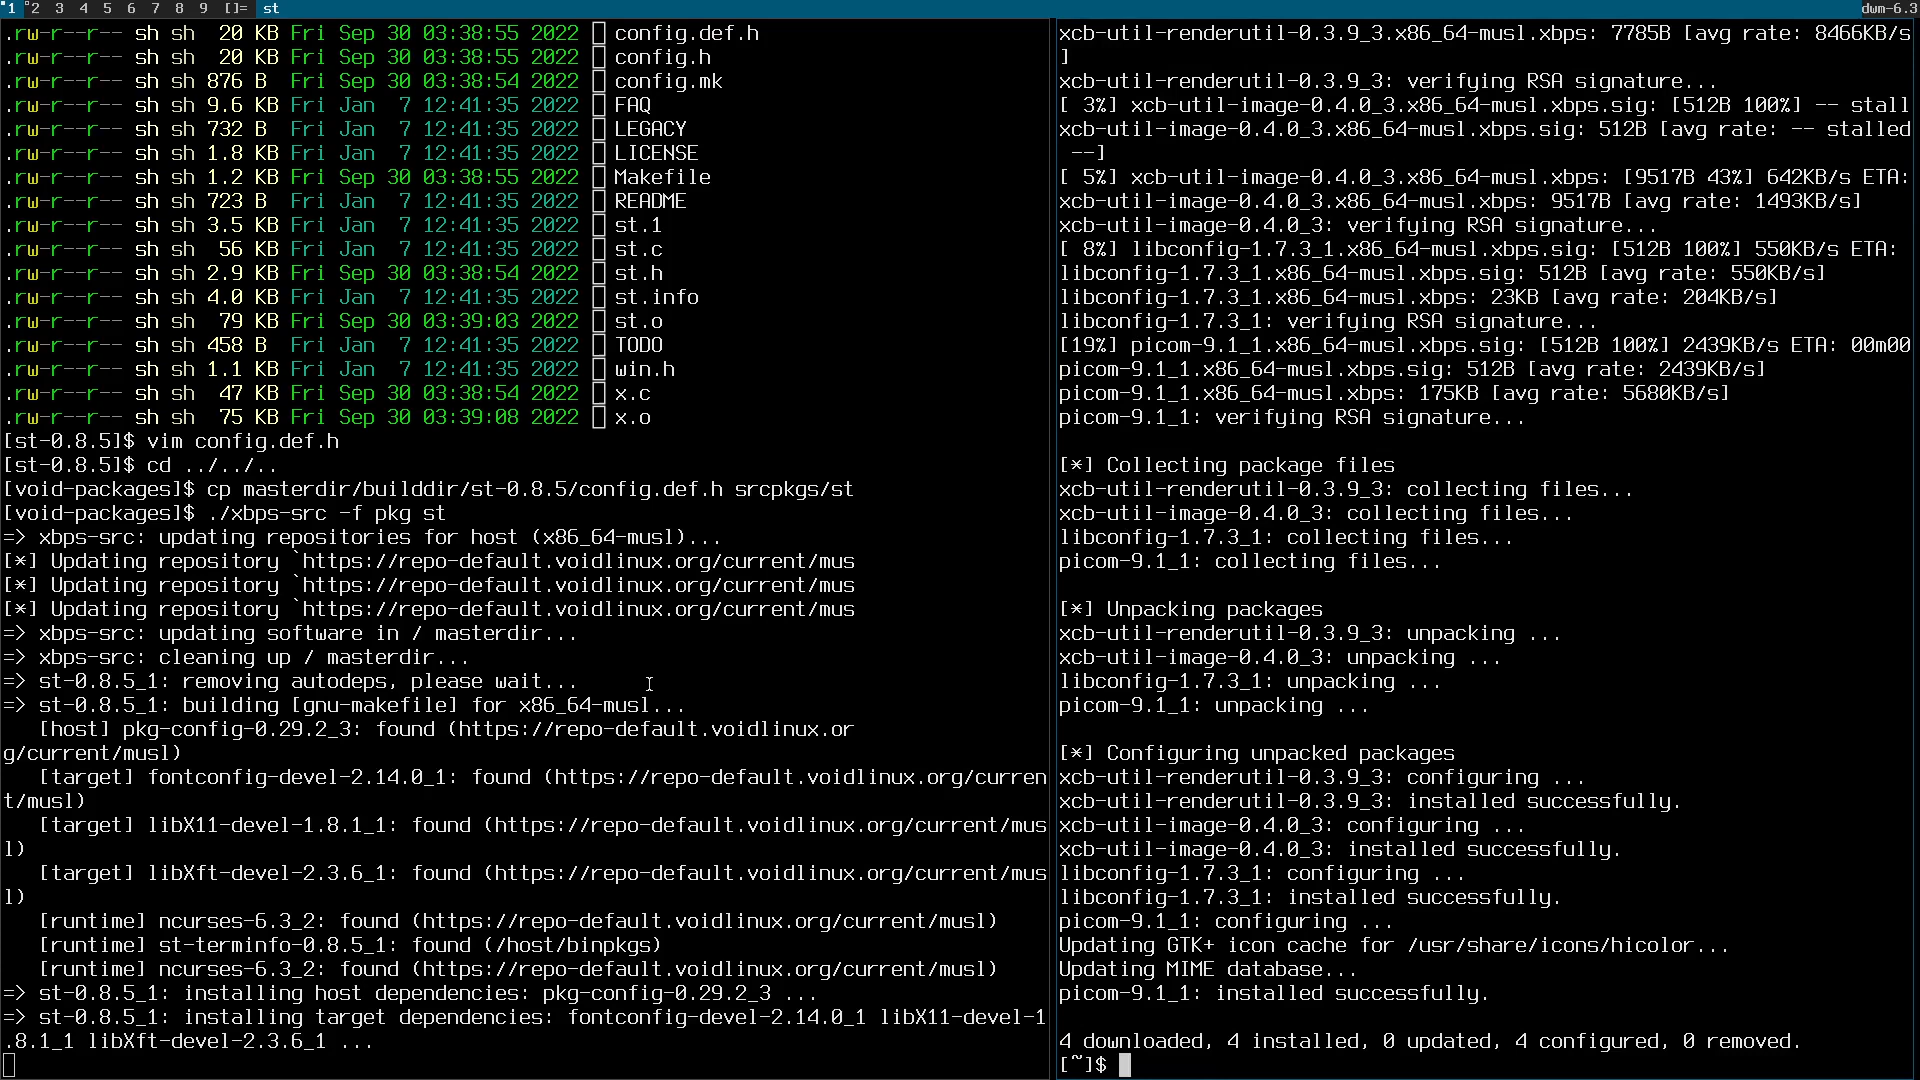 1 2 3 4 5 6 7 8 9 []= st dwm-6.3
.rw-r--r-- sh sh  20 KB Fri Sep 30 03:38:55 2022 config.def.h
.rw-r--r-- sh sh  20 KB Fri Sep 30 03:38:55 2022 config.h
.rw-r--r-- sh sh 876 B  Fri Sep 30 03:38:54 2022 config.mk
.rw-r--r-- sh sh 9.6 KB Fri Jan  7 12:41:35 2022 FAQ
.rw-r--r-- sh sh 732 B  Fri Jan  7 12:41:35 2022 LEGACY
.rw-r--r-- sh sh 1.8 KB Fri Jan  7 12:41:35 2022 LICENSE
.rw-r--r-- sh sh 1.2 KB Fri Sep 30 03:38:55 2022 Makefile
.rw-r--r-- sh sh 723 B  Fri Jan  7 12:41:35 2022 README
.rw-r--r-- sh sh 3.5 KB Fri Jan  7 12:41:35 2022 st.1
.rw-r--r-- sh sh  56 KB Fri Jan  7 12:41:35 2022 st.c
.rw-r--r-- sh sh 2.9 KB Fri Sep 30 03:38:54 2022 st.h
.rw-r--r-- sh sh 4.0 KB Fri Jan  7 12:41:35 2022 st.info
.rw-r--r-- sh sh  79 KB Fri Sep 30 03:39:03 2022 st.o
.rw-r--r-- sh sh 458 B  Fri Jan  7 12:41:35 2022 TODO
.rw-r--r-- sh sh 1.1 KB Fri Jan  7 12:41:35 2022 win.h
.rw-r--r-- sh sh  47 KB Fri Sep 30 03:38:54 2022 x.c
.rw-r--r-- sh sh  75 KB Fri Sep 30 03:39:08 2022 x.o
[st-0.8.5]$ vim config.def.h
[st-0.8.5]$ cd ../../..
[void-packages]$ cp masterdir/builddir/st-0.8.5/config.def.h srcpkgs/st
[void-packages]$ ./xbps-src -f pkg st
=> xbps-src: updating repositories for host (x86_64-musl)...
[*] Updating repository `https://repo-default.voidlinux.org/current/mus
[*] Updating repository `https://repo-default.voidlinux.org/current/mus
[*] Updating repository `https://repo-default.voidlinux.org/current/mus
=> xbps-src: updating software in / masterdir...
=> xbps-src: cleaning up / masterdir...
=> st-0.8.5_1: removing autodeps, please wait...
=> st-0.8.5_1: building [gnu-makefile] for x86_64-musl...
   [host] pkg-config-0.29.2_3: found (https://repo-default.voidlinux.or
g/current/musl)
   [target] fontconfig-devel-2.14.0_1: found (https://repo-default.voidlinux.org/curren
t/musl)
   [target] libX11-devel-1.8.1_1: found (https://repo-default.voidlinux.org/current/mus
l)
   [target] libXft-devel-2.3.6_1: found (https://repo-default.voidlinux.org/current/mus
l)
   [runtime] ncurses-6.3_2: found (https://repo-default.voidlinux.org/current/musl)
   [runtime] st-terminfo-0.8.5_1: found (/host/binpkgs)
   [runtime] ncurses-6.3_2: found (https://repo-default.voidlinux.org/current/musl)
=> st-0.8.5_1: installing host dependencies: pkg-config-0.29.2_3 ...
=> st-0.8.5_1: installing target dependencies: fontconfig-devel-2.14.0_1 libX11-devel-1
.8.1_1 libXft-devel-2.3.6_1 ...
xcb-util-renderutil-0.3.9_3.x86_64-musl.xbps: 7785B [avg rate: 8466KB/s
]
xcb-util-renderutil-0.3.9_3: verifying RSA signature...
[ 3%] xcb-util-image-0.4.0_3.x86_64-musl.xbps.sig: [512B 100%] -- stall
xcb-util-image-0.4.0_3.x86_64-musl.xbps.sig: 512B [avg rate: -- stalled
 --]
[ 5%] xcb-util-image-0.4.0_3.x86_64-musl.xbps: [9517B 43%] 642KB/s ETA:
xcb-util-image-0.4.0_3.x86_64-musl.xbps: 9517B [avg rate: 1493KB/s]
xcb-util-image-0.4.0_3: verifying RSA signature...
[ 8%] libconfig-1.7.3_1.x86_64-musl.xbps.sig: [512B 100%] 550KB/s ETA:
libconfig-1.7.3_1.x86_64-musl.xbps.sig: 512B [avg rate: 550KB/s]
libconfig-1.7.3_1.x86_64-musl.xbps: 23KB [avg rate: 204KB/s]
libconfig-1.7.3_1: verifying RSA signature...
[19%] picom-9.1_1.x86_64-musl.xbps.sig: [512B 100%] 2439KB/s ETA: 00m00
picom-9.1_1.x86_64-musl.xbps.sig: 512B [avg rate: 2439KB/s]
picom-9.1_1.x86_64-musl.xbps: 175KB [avg rate: 5680KB/s]
picom-9.1_1: verifying RSA signature...
[*] Collecting package files
xcb-util-renderutil-0.3.9_3: collecting files...
xcb-util-image-0.4.0_3: collecting files...
libconfig-1.7.3_1: collecting files...
picom-9.1_1: collecting files...
[*] Unpacking packages
xcb-util-renderutil-0.3.9_3: unpacking ...
xcb-util-image-0.4.0_3: unpacking ...
libconfig-1.7.3_1: unpacking ...
picom-9.1_1: unpacking ...
[*] Configuring unpacked packages
xcb-util-renderutil-0.3.9_3: configuring ...
xcb-util-renderutil-0.3.9_3: installed successfully.
xcb-util-image-0.4.0_3: configuring ...
xcb-util-image-0.4.0_3: installed successfully.
libconfig-1.7.3_1: configuring ...
libconfig-1.7.3_1: installed successfully.
picom-9.1_1: configuring ...
Updating GTK+ icon cache for /usr/share/icons/hicolor...
Updating MIME database...
picom-9.1_1: installed successfully.
4 downloaded, 4 installed, 0 updated, 4 configured, 0 removed.
[~]$